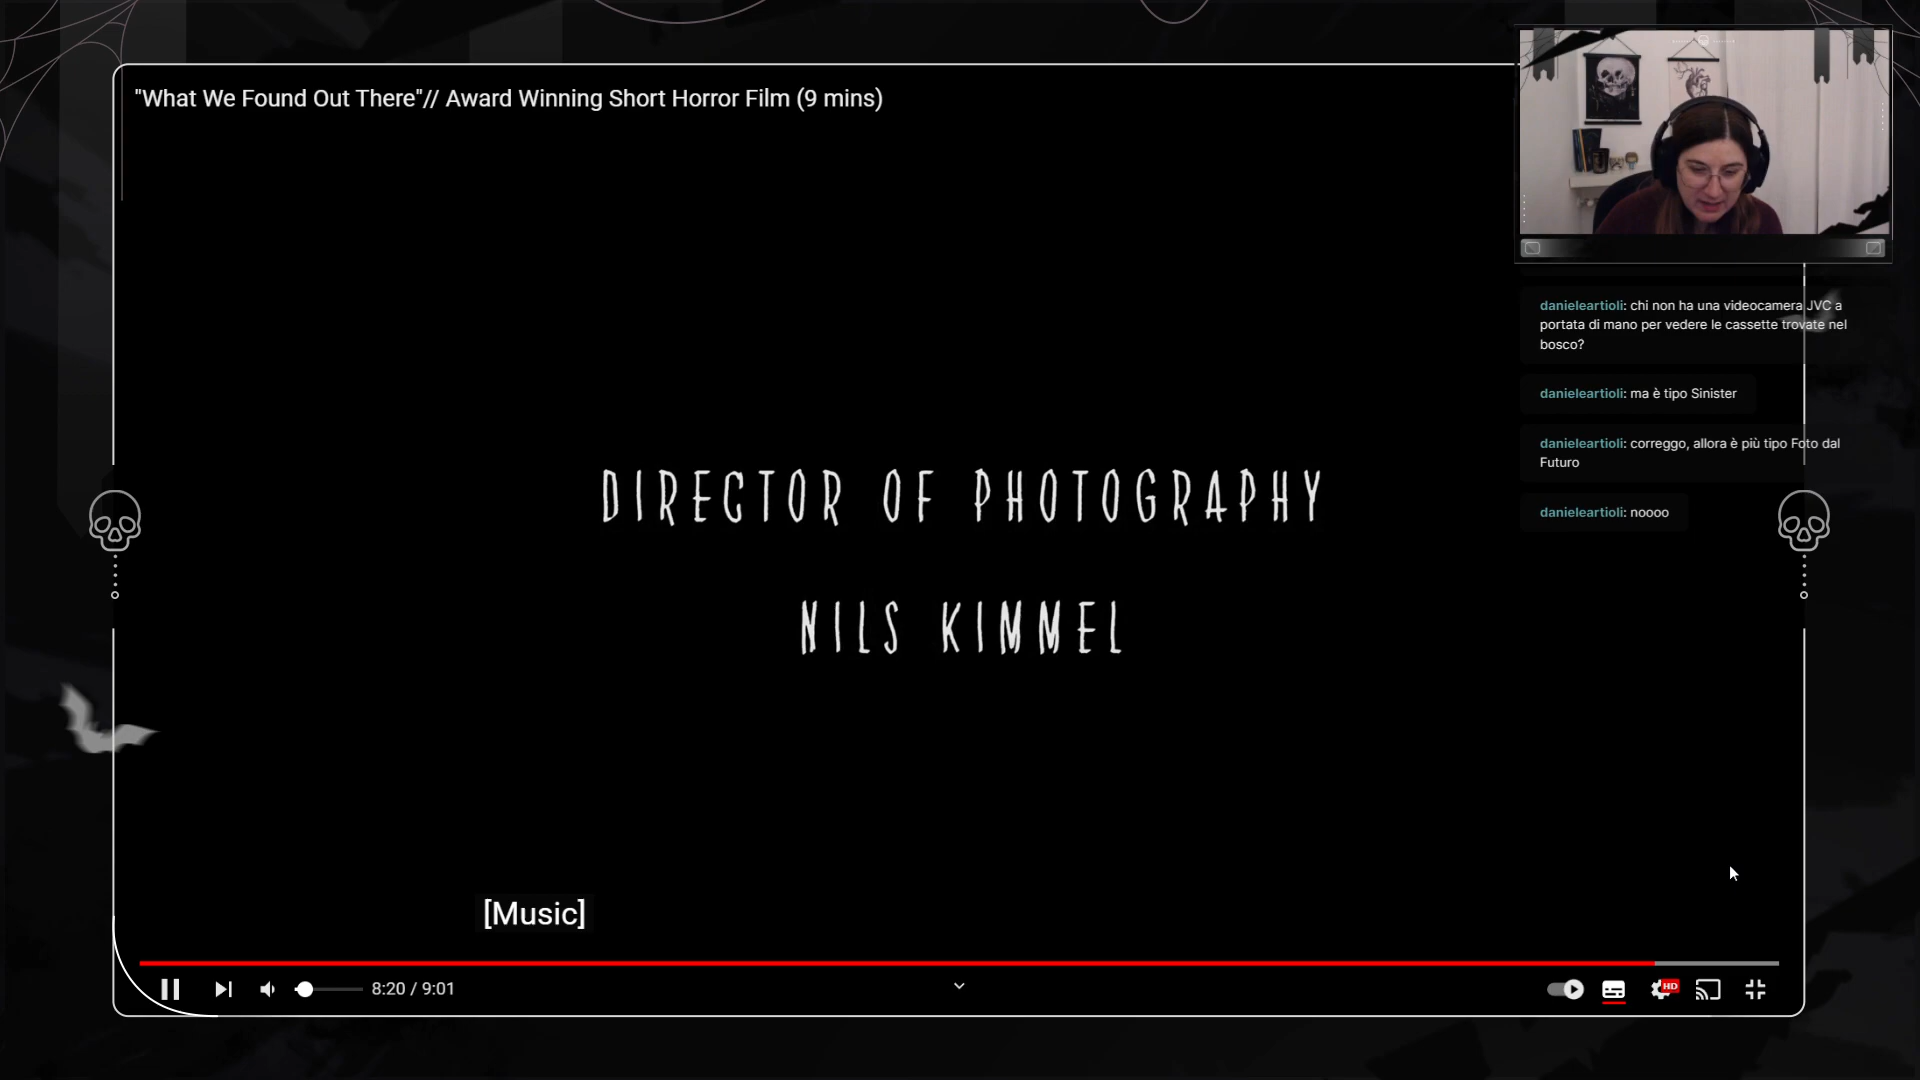 "What We Found Out There"// Award Winning Short Horror Film (9 mins)
danieleartioli: chi non ha una videocamera JVC a
portata di mano per vedere le cassette trovate nel
bosco?
danieleartioli: ma è tipo Sinister
danieleartioli: correggo, allora è più tipo Foto dal
Futuro
danieleartioli: noooo
DIRECTOR OF PHOTOGRAPHY
NILS KIMMEL
[Music]
8:20 / 9:01
HD